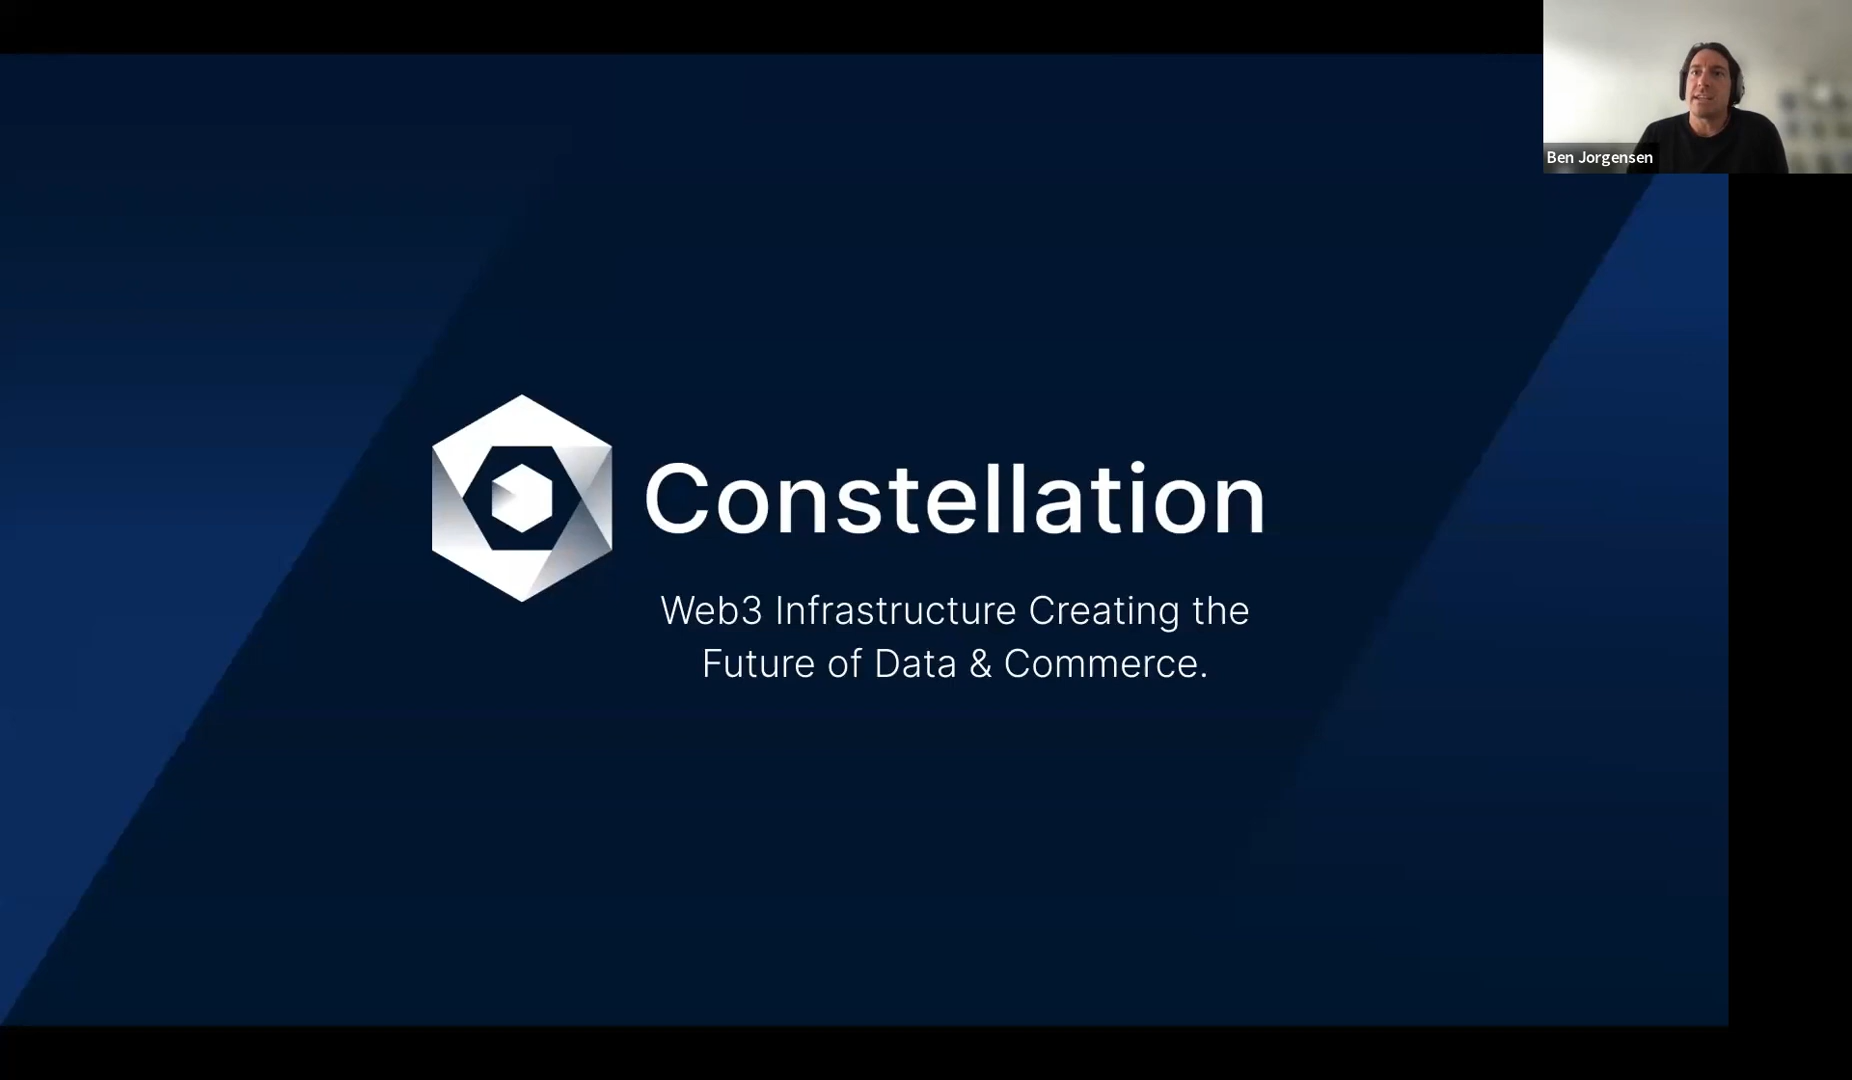 Ben Jorgensen
Constellation
Web3 Infrastructure Creating the
Future of Data & Commerce.